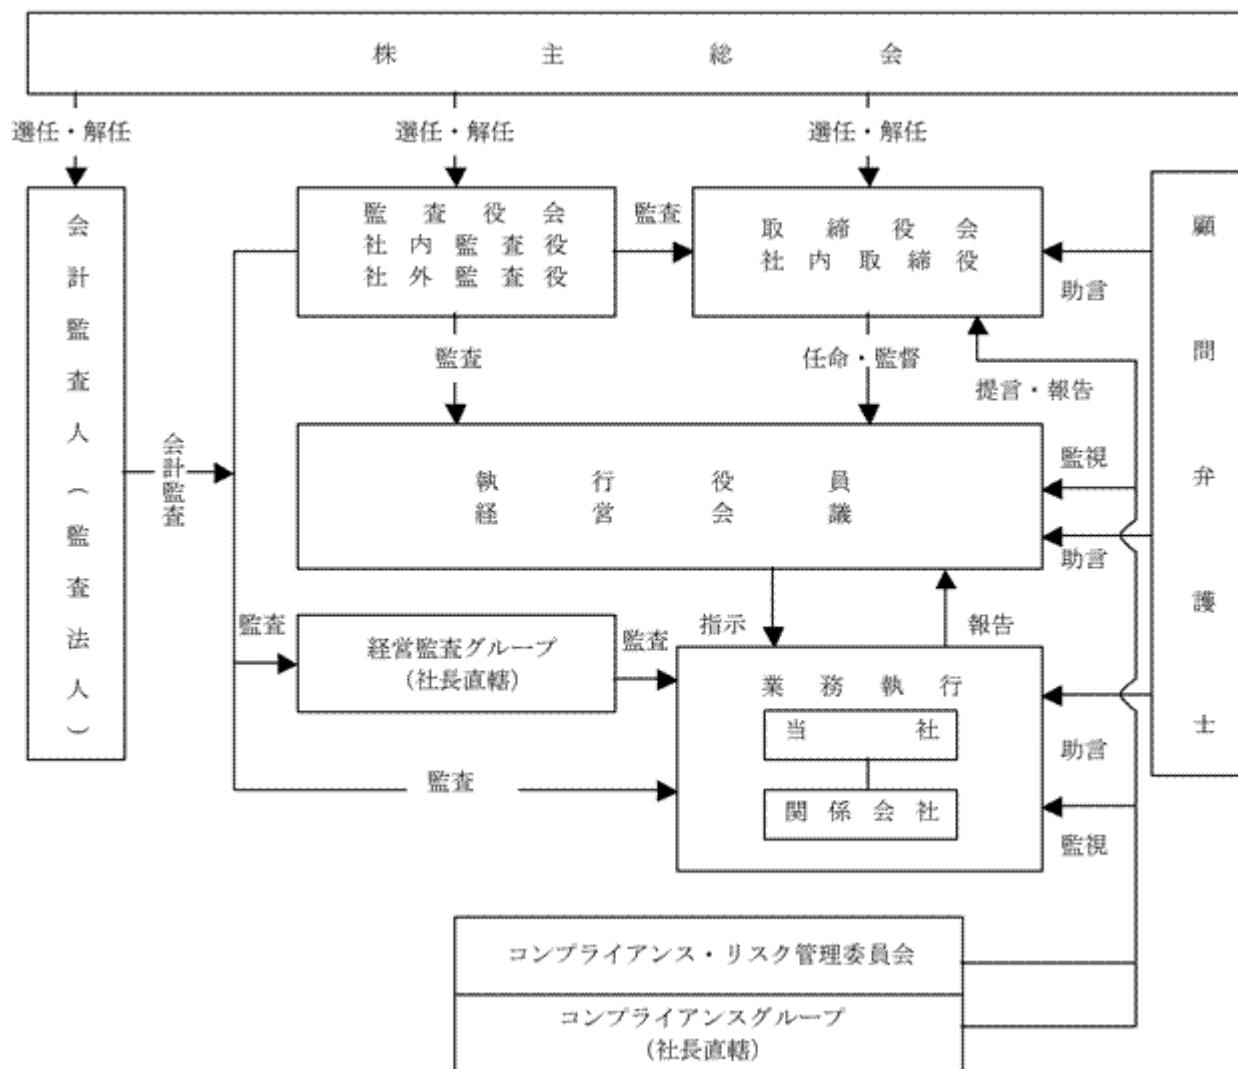 株主総会
選任・解任
選任・解任
選任・解任
会計監査人（監査法人）
監査役会
社内監査役
社外監査役
監査
取締役会
社内取締役
顧問弁護士
助言
監査
任命・監督
提言・報告
会計監査
執行役員
経営会議
監視
助言
監査
経営監査グループ
（社長直轄）
監査
指示
報告
業務執行
当社
関係会社
助言
監査
監視
コンプライアンス・リスク管理委員会
コンプライアンスグループ
（社長直轄）